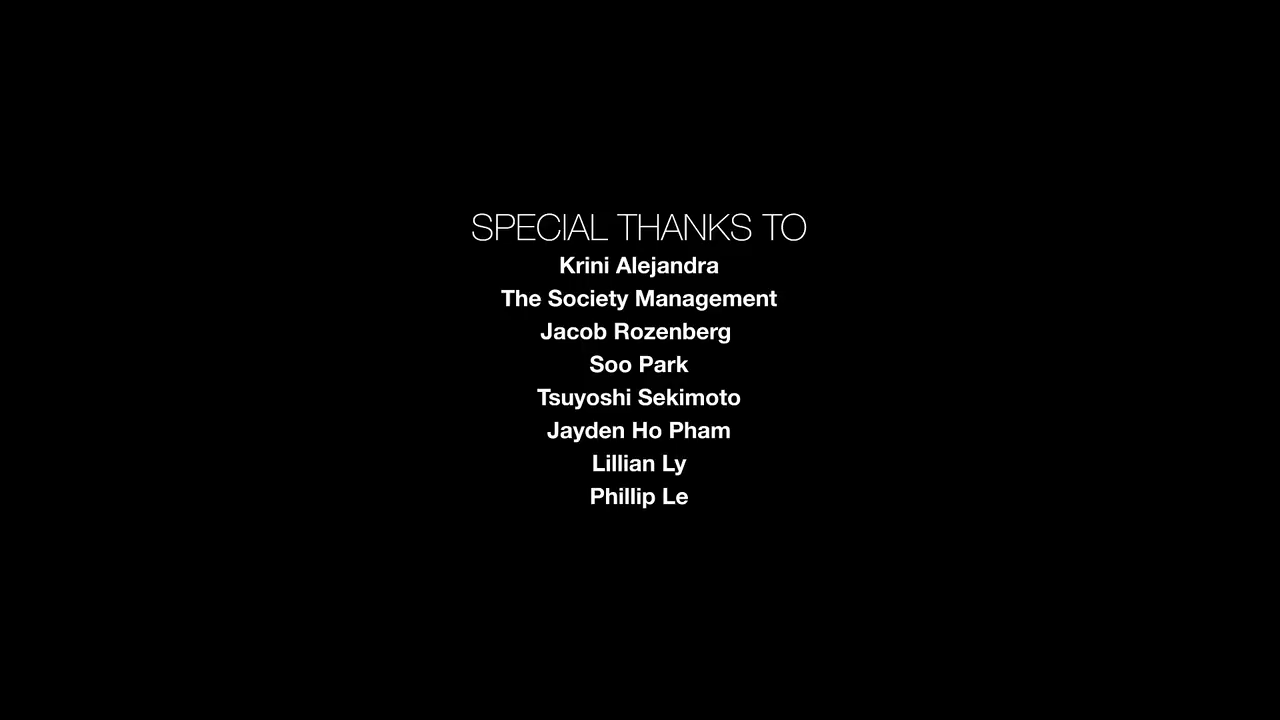 SPECIAL THANKS TO
Krini Alejandra
The Society Management
Jacob Rozenberg
Soo Park
Tsuyoshi Sekimoto
Jayden Ho Pham
Lillian Ly
Phillip Le